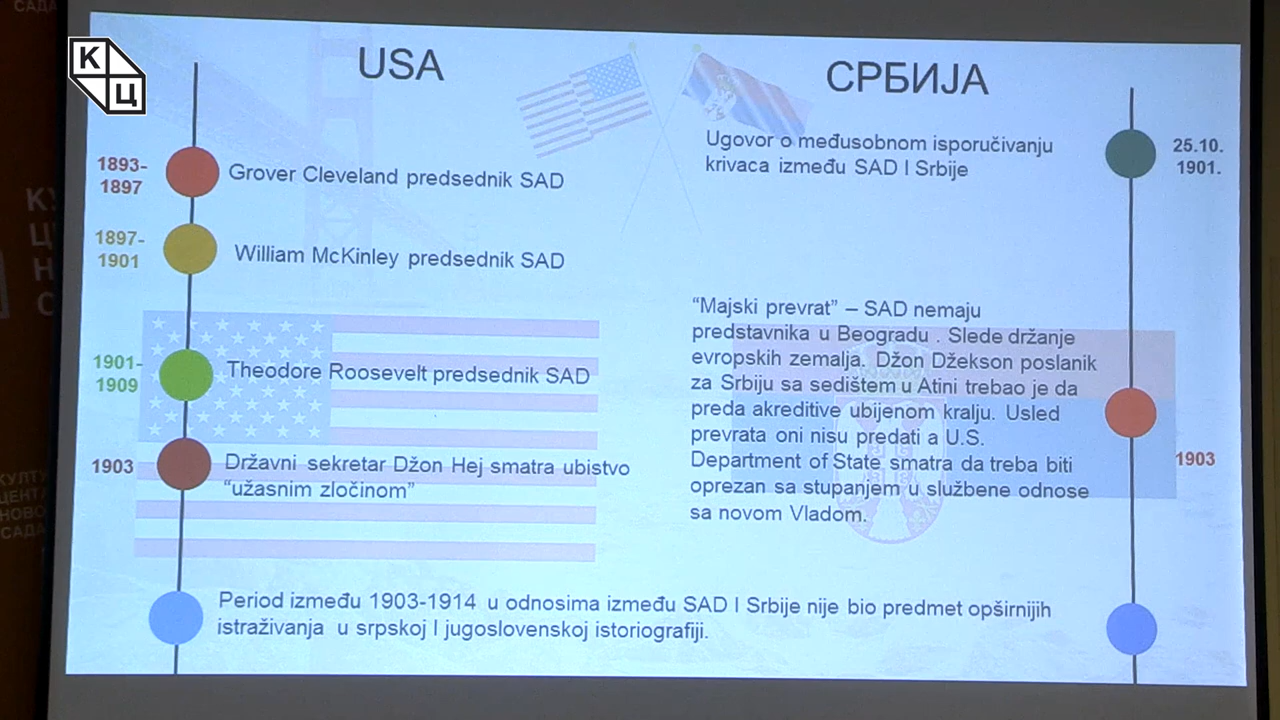 К
Ц
USA
1893-
1897
Grover Cleveland predsednik SAD
1897-
1901
William McKinley predsednik SAD
1901-
1909
Theodore Roosevelt predsednik SAD
1903
Državni sekretar Džon Hej smatra ubistvo
“užasnim zločinom”
СРБИЈА
Ugovor o međusobnom isporučivanju
krivaca između SAD I Srbije
25.10.
1901.
“Majski prevrat” – SAD nemaju
predstavnika u Beogradu . Slede držanje
evropskih zemalja. Džon Džekson poslanik
za Srbiju sa sedištem u Atini trebao je da
preda akreditive ubijenom kralju. Usled
prevrata oni nisu predati a U.S.
Department of State smatra da treba biti
oprezan sa stupanjem u službene odnose
sa novom Vladom.
1903
Period između 1903-1914 u odnosima između SAD I Srbije nije bio predmet opširnijih
istraživanja u srpskoj I jugoslovenskoj istoriografiji.